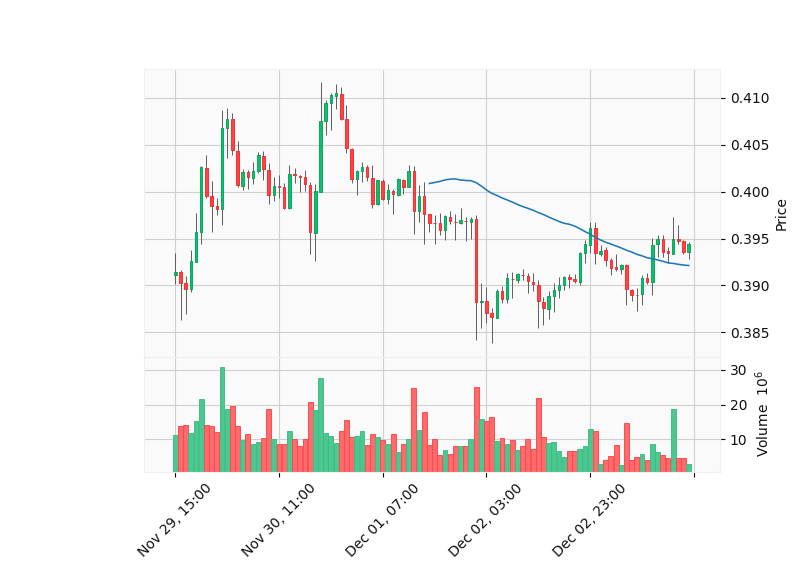 0.410
0.405
0.400
0.395
0.390
0.385
Price
30
20
10
Volume 10^6
Nov 29, 15:00
Nov 30, 11:00
Dec 01, 07:00
Dec 02, 03:00
Dec 02, 23:00